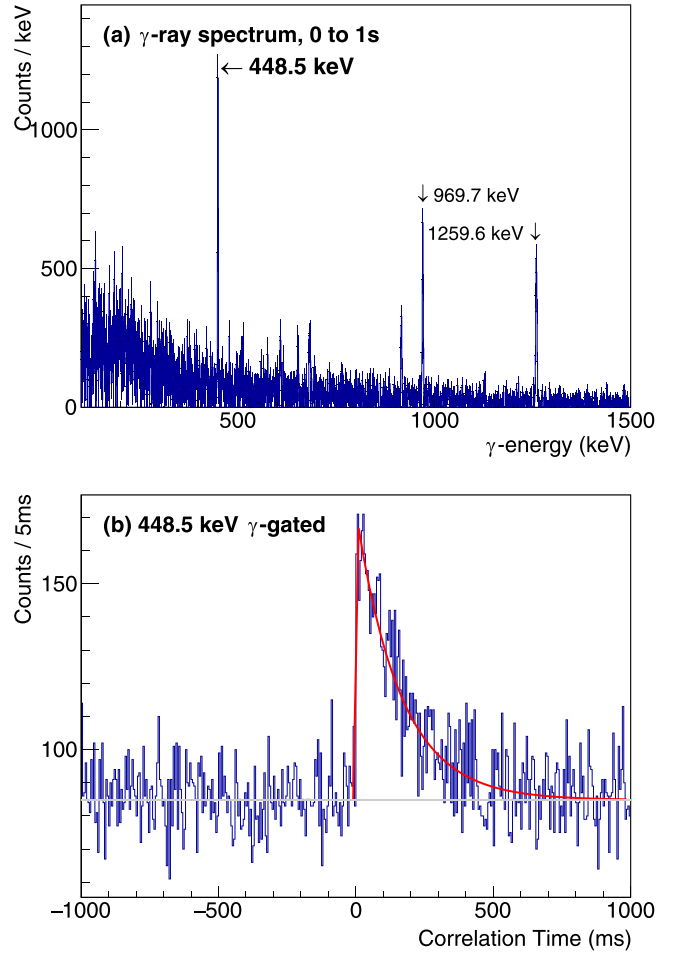 (a) γ-ray spectrum, 0 to 1s
Counts / keV
← 448.5 keV
1000
↓ 969.7 keV
1259.6 keV ↓
500
0
500 1000 1500
γ-energy (keV)
(b) 448.5 keV γ-gated
Counts / 5ms
150
100
−1000 −500 0 500 1000
Correlation Time (ms)